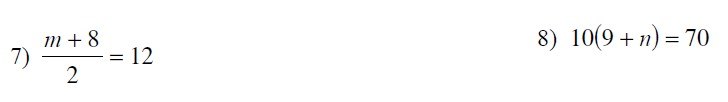 7) (m + 8)/2 = 12
8) 10(9 + n) = 70